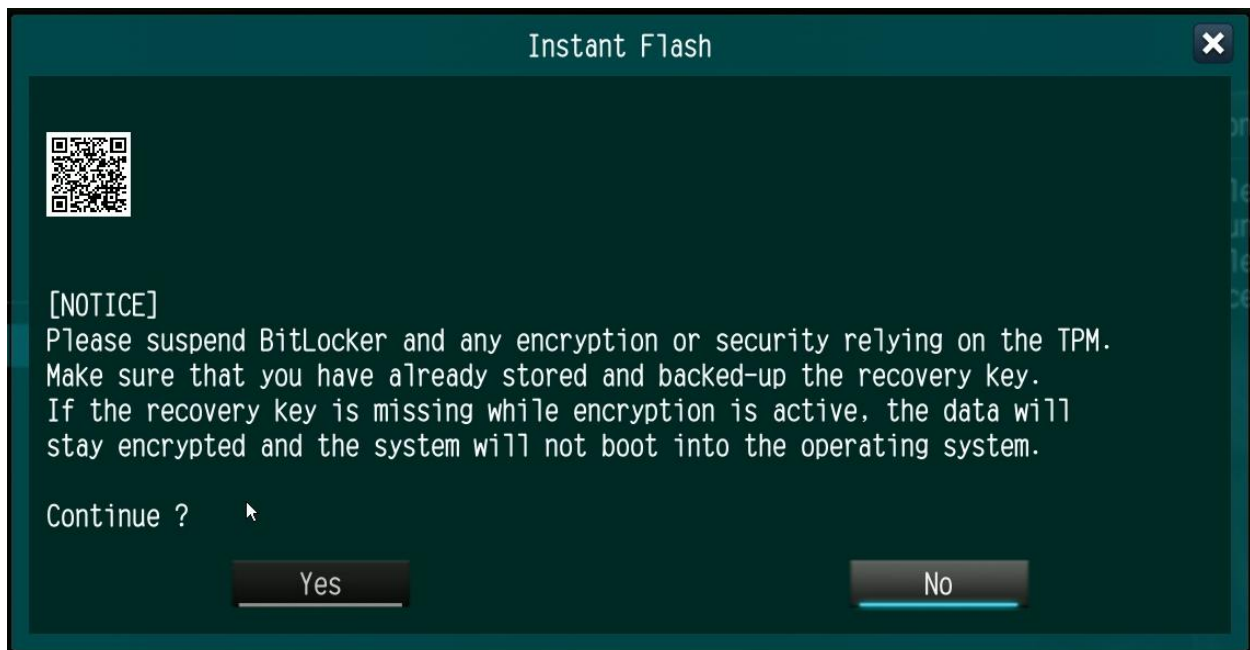 Instant Flash
[NOTICE]
Please suspend BitLocker and any encryption or security relying on the TPM.
Make sure that you have already stored and backed-up the recovery key.
If the recovery key is missing while encryption is active, the data will
stay encrypted and the system will not boot into the operating system.
Continue ?
Yes
No